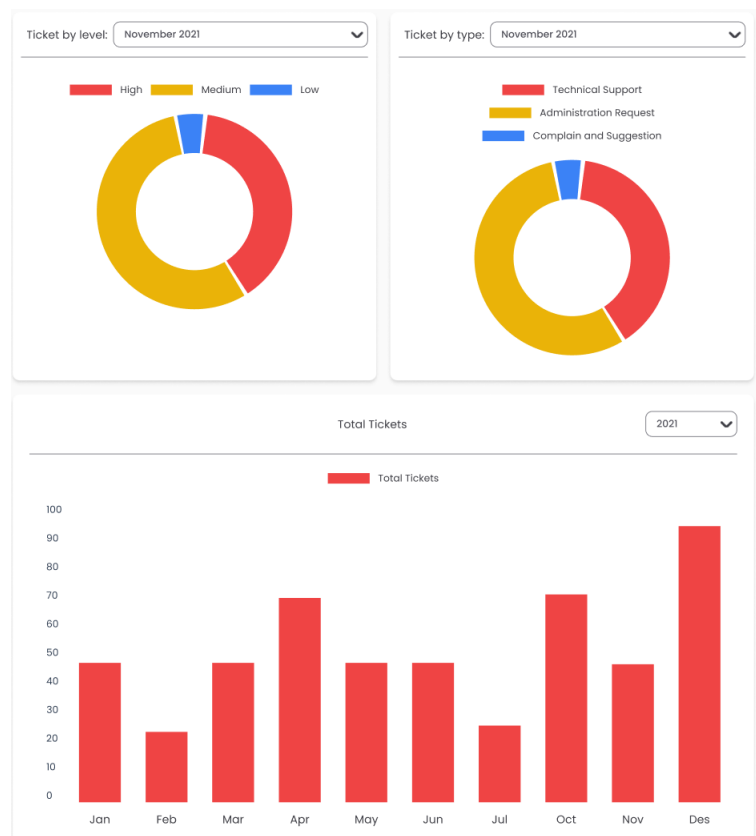 Ticket by level: November 2021
High Medium Low
Ticket by type: November 2021
Technical Support
Administration Request
Complain and Suggestion
Total Tickets 2021
Total Tickets
100
90
80
70
60
50
40
30
20
10
0
Jan Feb Mar Apr May Jun Jul Oct Nov Des